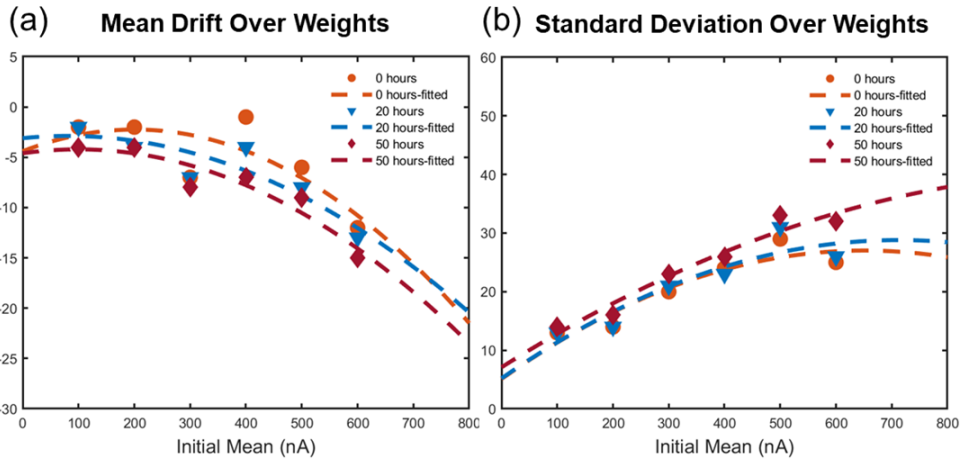 (a) Mean Drift Over Weights
5
0
-5
-10
-15
-20
-25
-30
0 100 200 300 400 500 600 700 800
Initial Mean (nA)
0 hours
0 hours-fitted
20 hours
20 hours-fitted
50 hours
50 hours-fitted
(b) Standard Deviation Over Weights
60
50
40
30
20
10
0
0 100 200 300 400 500 600 700 800
Initial Mean (nA)
0 hours
0 hours-fitted
20 hours
20 hours-fitted
50 hours
50 hours-fitted